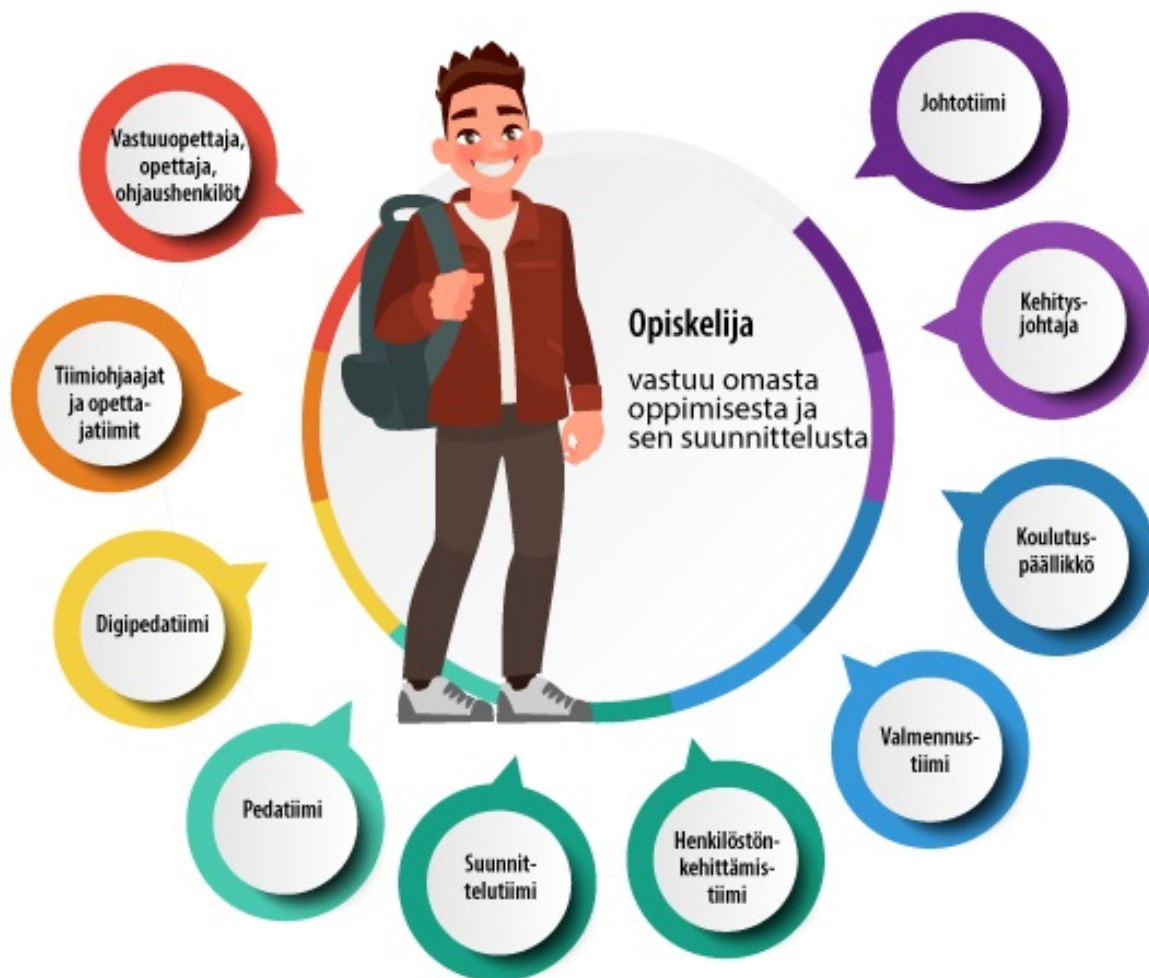 Vastuuopettaja,
opettaja,
ohjaushenkilöt
Tiimiohjaajat
ja opetta-
jatiimit
Digipedatiimi
Pedatiimi
Suunnit-
telutiimi
Henkilöstön-
kehittämis-
tiimi
Valmennus-
tiimi
Koulutus-
päällikkö
Kehitys-
johtaja
Johtotiimi
Opiskelija
vastuu omasta
oppimisesta ja
sen suunnittelusta